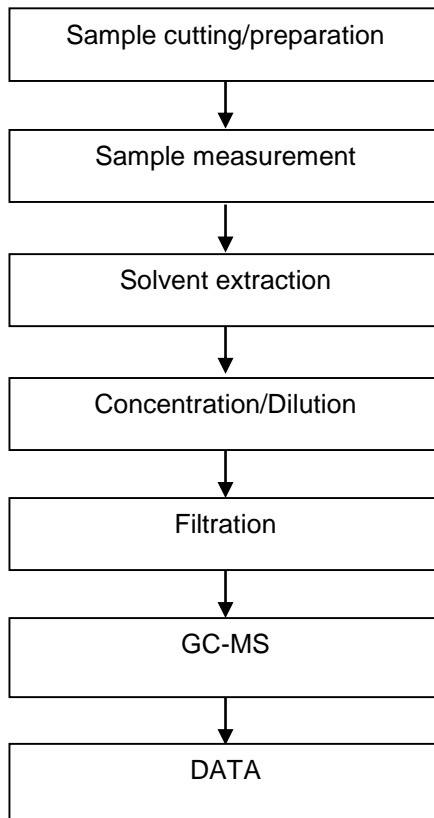 Sample cutting/preparation
Sample measurement
Solvent extraction
Concentration/Dilution
Filtration
GC-MS
DATA